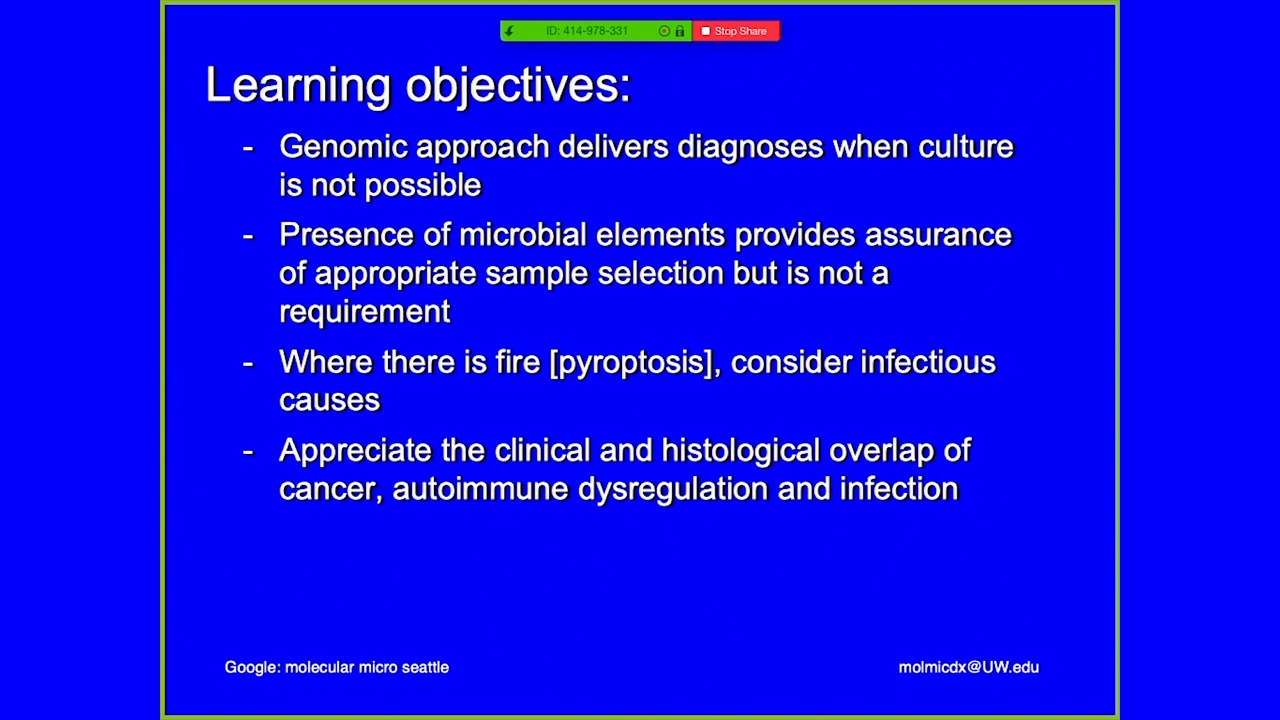 ID: 414-978-331 Stop Share
Learning objectives:
- Genomic approach delivers diagnoses when culture
is not possible
- Presence of microbial elements provides assurance
of appropriate sample selection but is not a
requirement
- Where there is fire [pyroptosis], consider infectious
causes
- Appreciate the clinical and histological overlap of
cancer, autoimmune dysregulation and infection
Google: molecular micro seattle
molmicdx@UW.edu